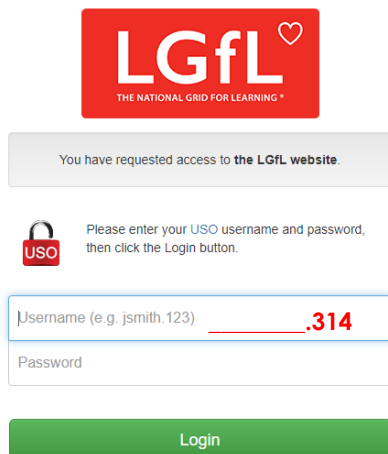 LGfL
THE NATIONAL GRID FOR LEARNING ®
You have requested access to the LGfL website.
USO
Please enter your USO username and password,
then click the Login button.
Username (e.g. jsmith.123) ________.314
Password
Login